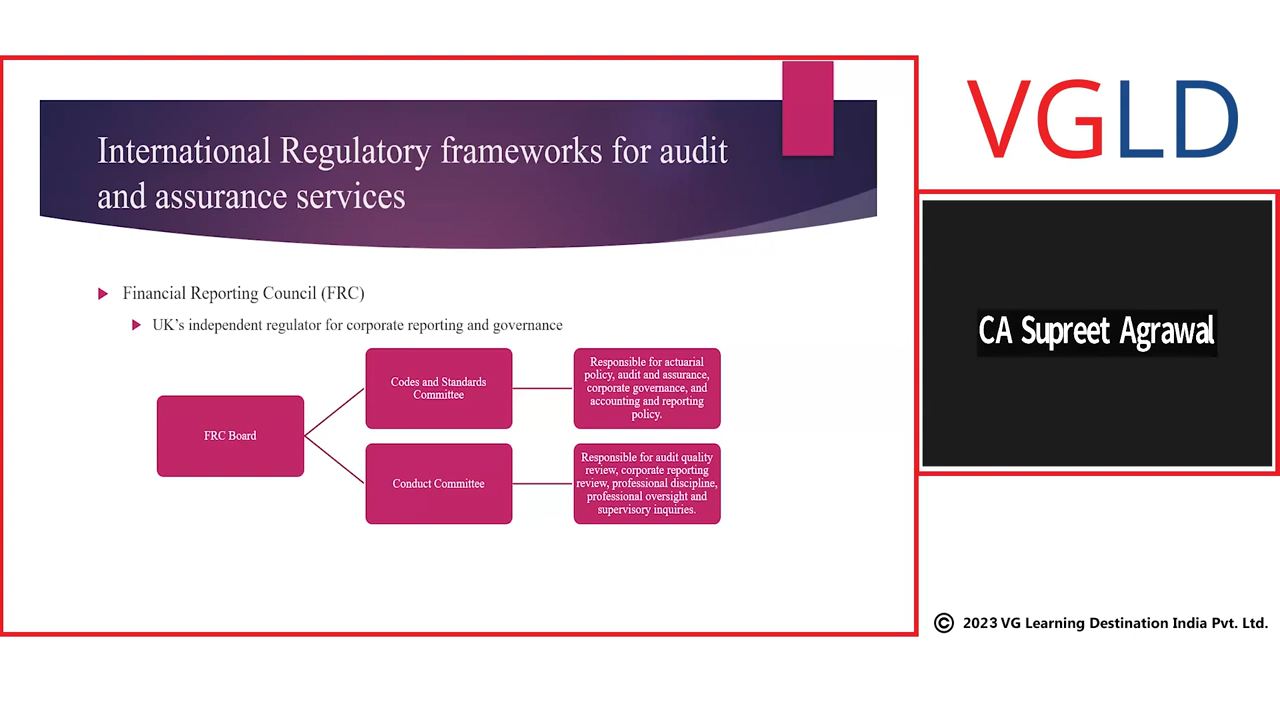 International Regulatory frameworks for audit
and assurance services
Financial Reporting Council (FRC)
UK’s independent regulator for corporate reporting and governance
FRC Board
Codes and Standards
Committee
Responsible for actuarial
policy, audit and assurance,
corporate governance, and
accounting and reporting
policy.
Conduct Committee
Responsible for audit quality
review, corporate reporting
review, professional discipline,
professional oversight and
supervisory inquiries.
VGLD
CA Supreet Agrawal
© 2023 VG Learning Destination India Pvt. Ltd.